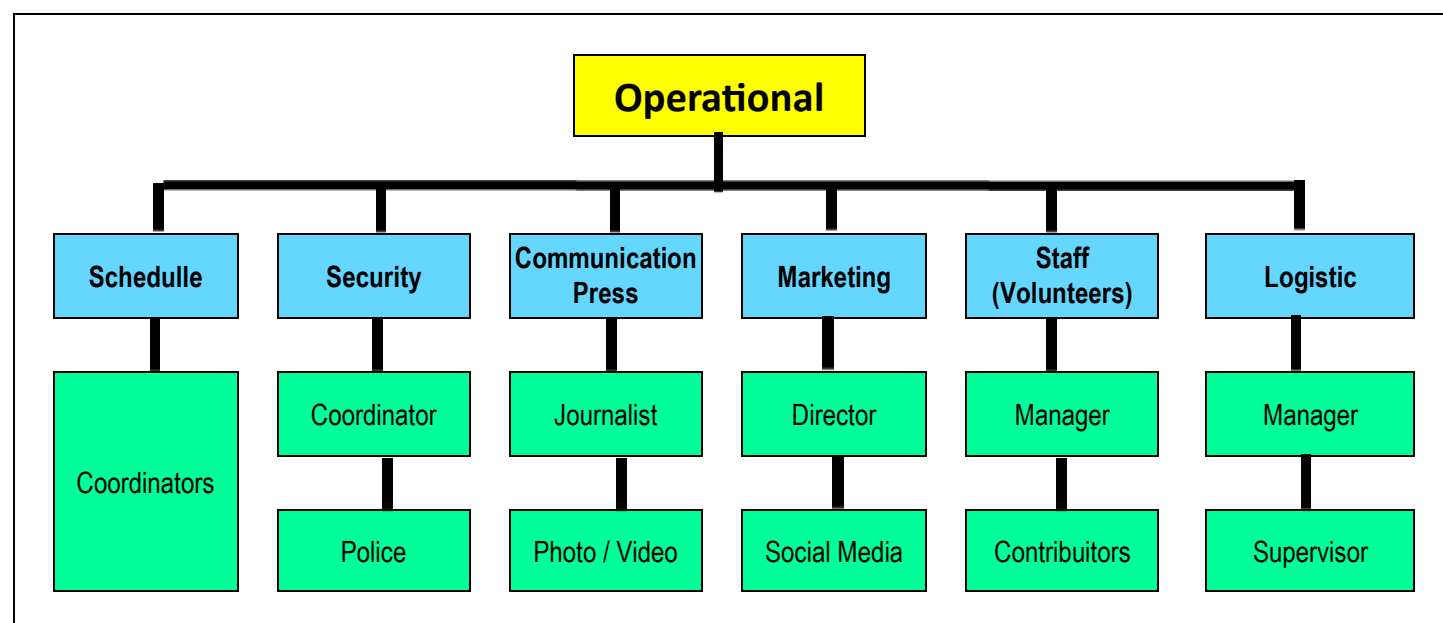 Operational
Schedulle
Security
Communication
Press
Marketing
Staff
(Volunteers)
Logistic
Coordinators
Coordinator
Journalist
Director
Manager
Manager
Police
Photo / Video
Social Media
Contribuitors
Supervisor